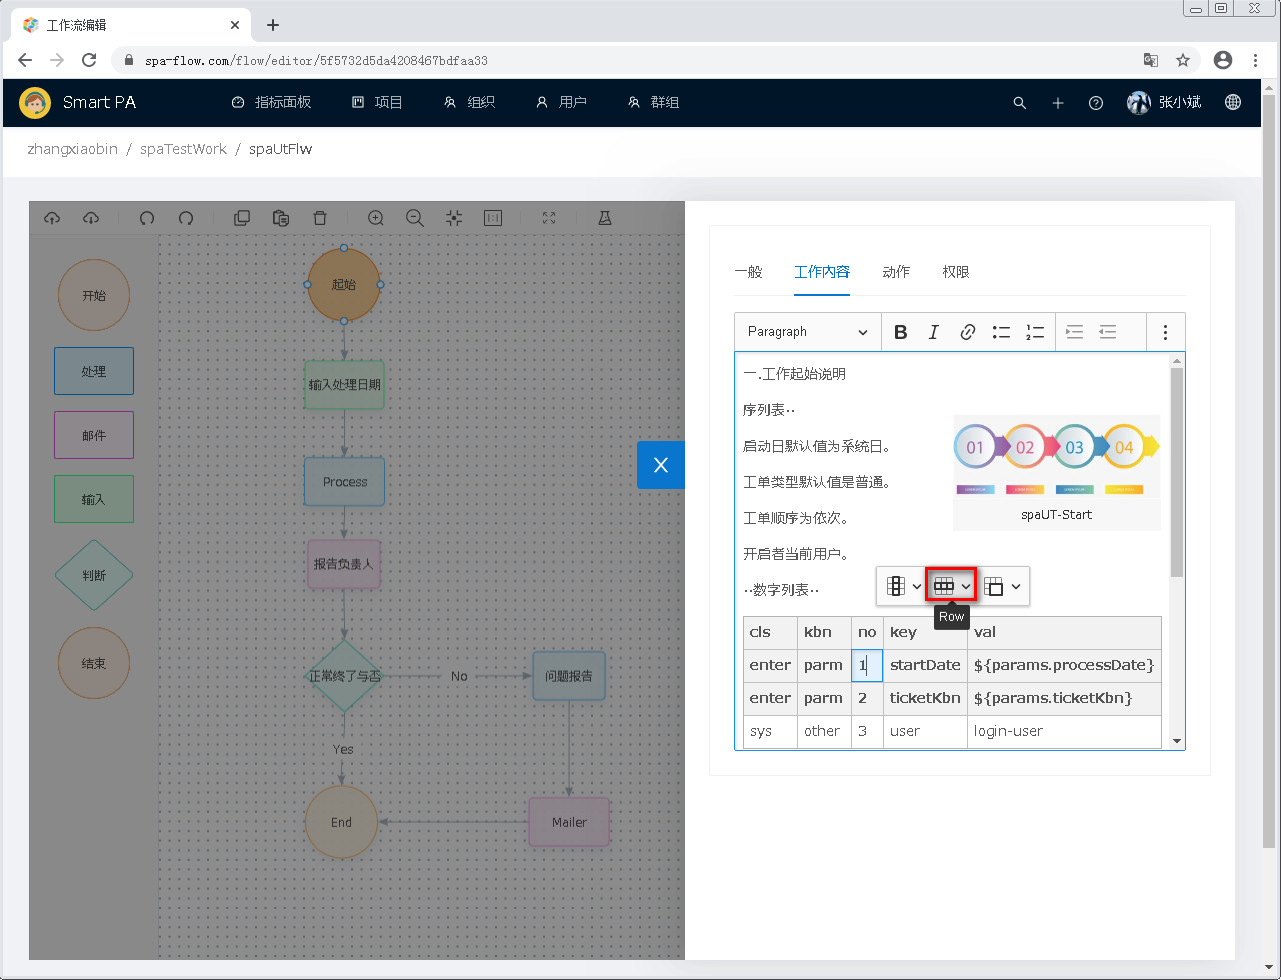 工作流编辑
spa-flow.com/flow/editor/5f5732d5da4208467bdfaa33
Smart PA
指标面板
项目
组织
用户
群组
张小斌
zhangxiaobin / spaTestWork / spaUtFlw
开始
处理
邮件
输入
判断
结束
起始
输入处理日期
Process
报告负责人
正常终了与否
No
问题报告
Yes
End
Mailer
X
一般
工作内容
动作
权限
Paragraph
一.工作起始说明
序列表··
启动日默认值为系统日。
工单类型默认值是普通。
工单顺序为依次。
开启者当前用户。
··数字列表··
01 02 03 04
spaUT-Start
Row
cls kbn no key val
enter parm 1 startDate ${params.processDate}
enter parm 2 ticketKbn ${params.ticketKbn}
sys other 3 user login-user